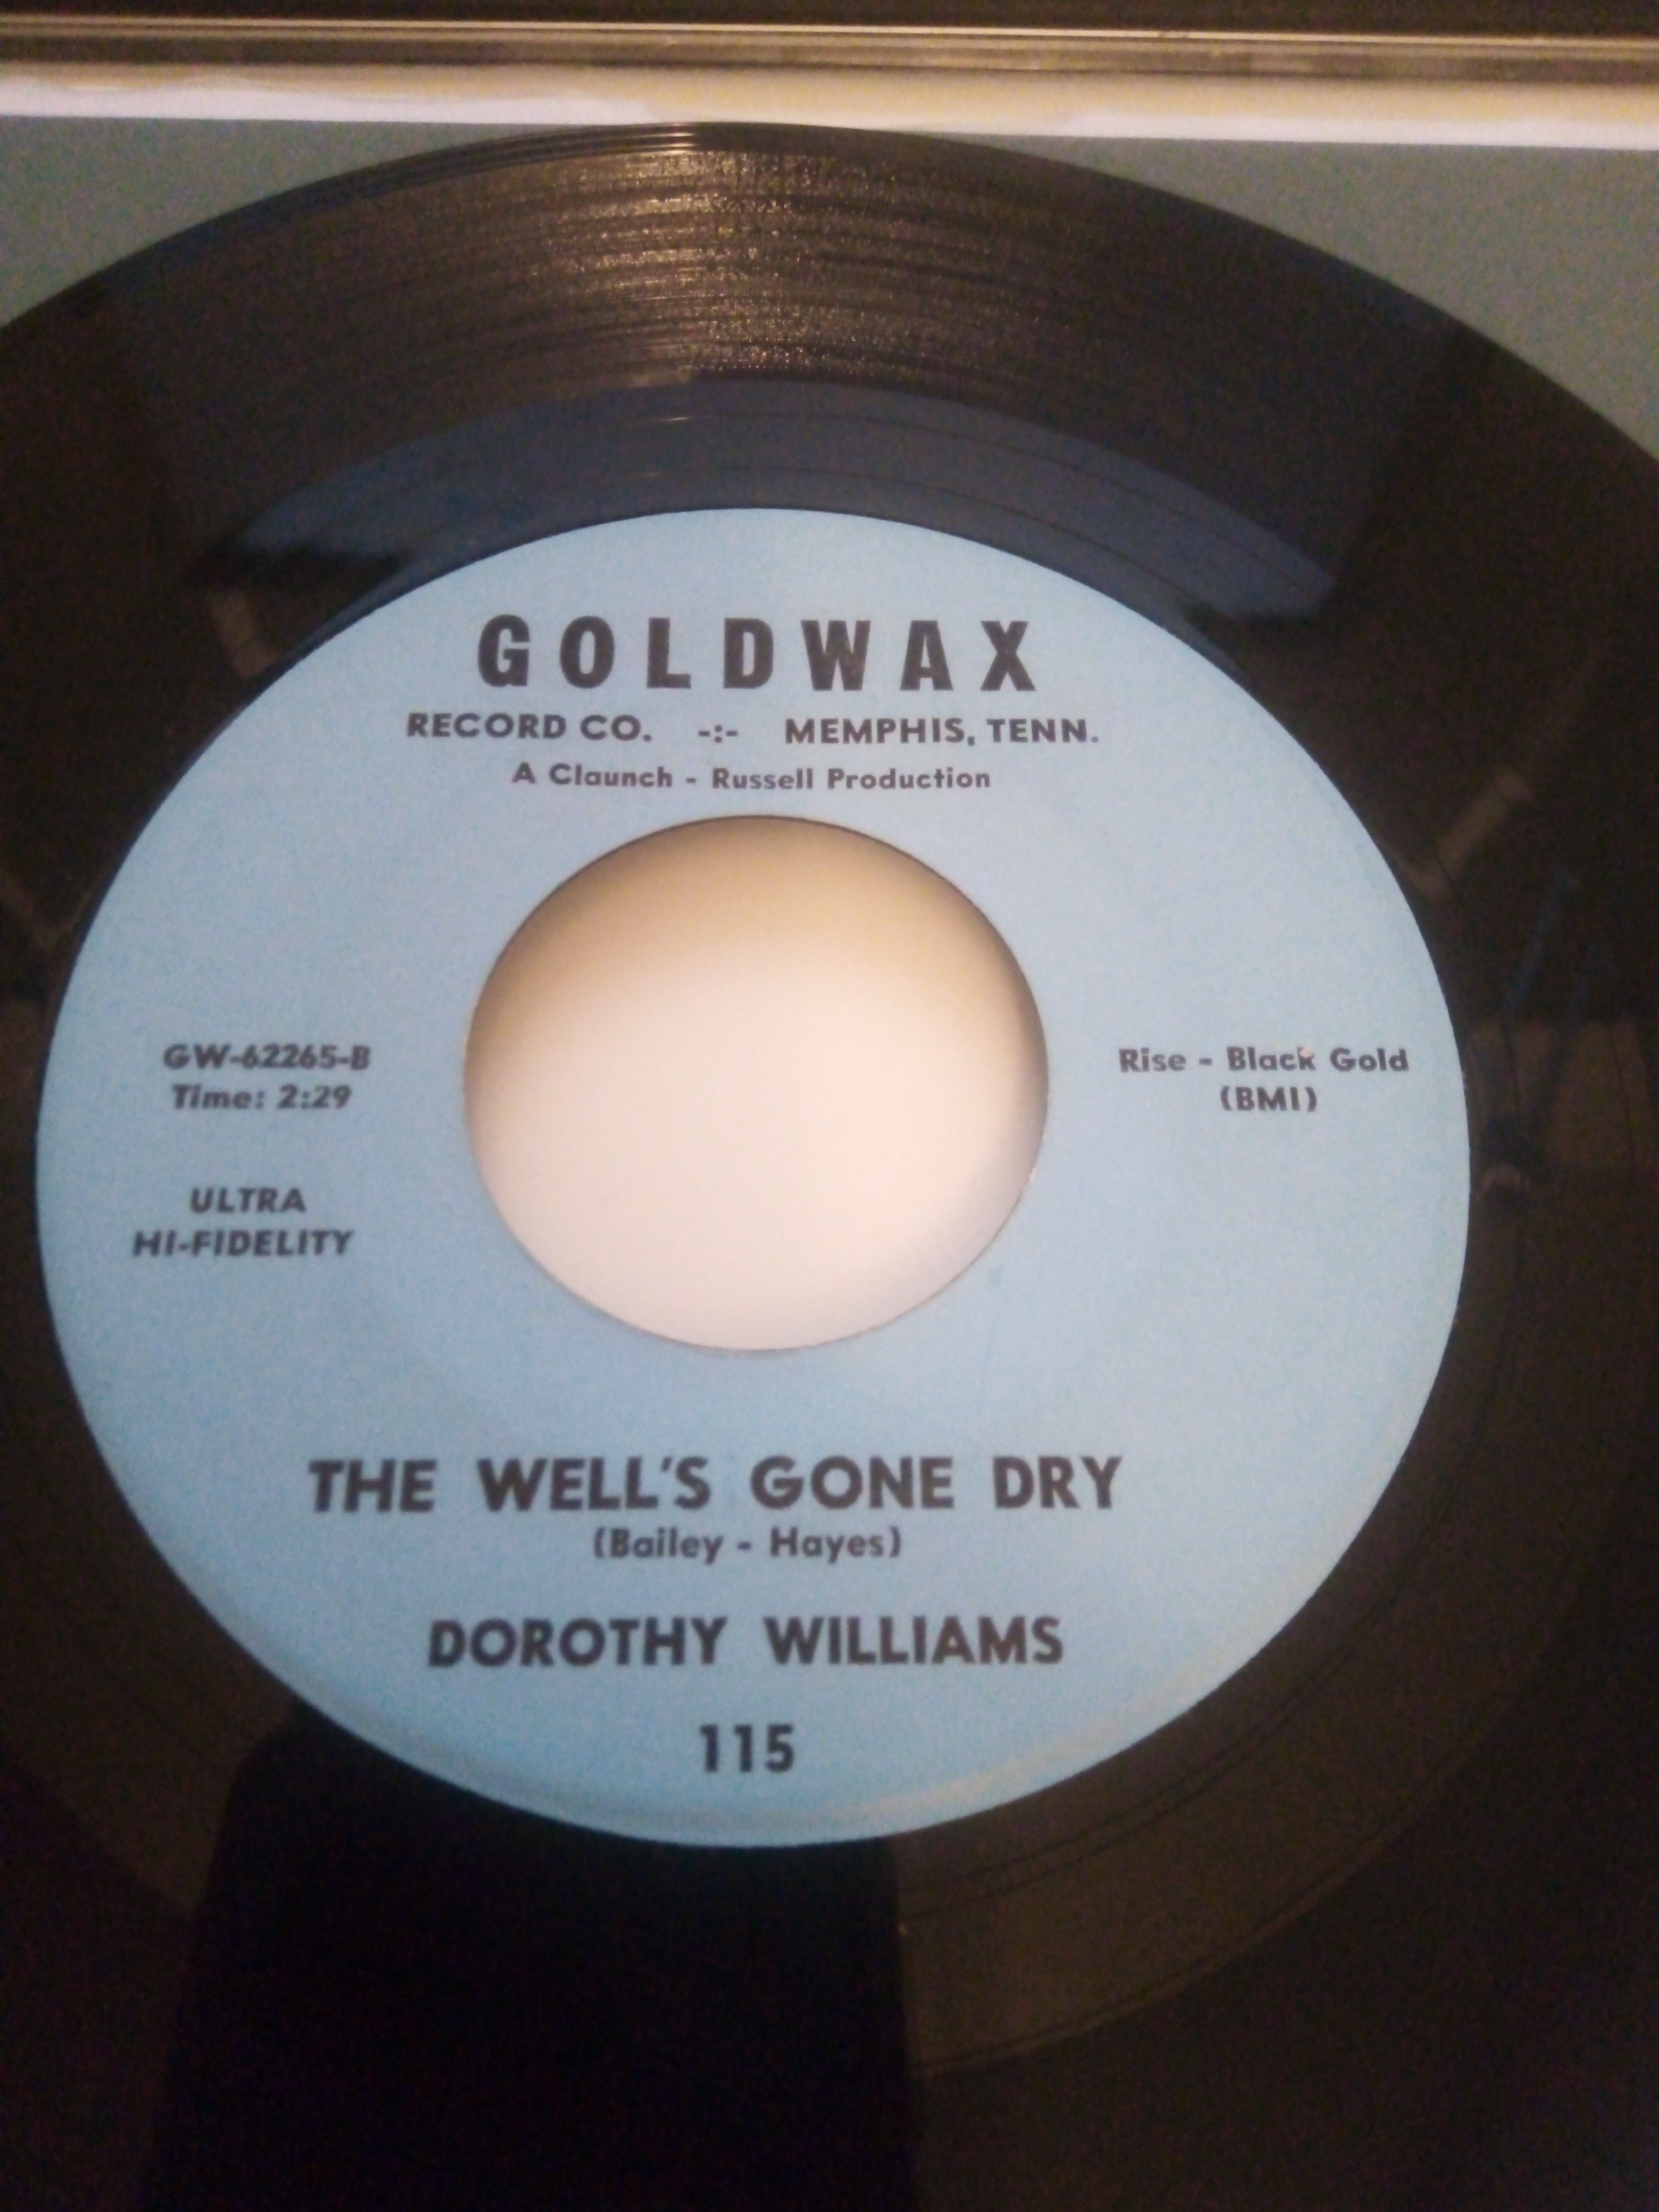 GOLDWAX
RECORD CO. -:- MEMPHIS, TENN.
A Claunch - Russell Production
GW-62265-B
Time: 2:29
ULTRA
HI-FIDELITY
Rise - Black Gold
(BMI)
THE WELL'S GONE DRY
(Bailey - Hayes)
DOROTHY WILLIAMS
115